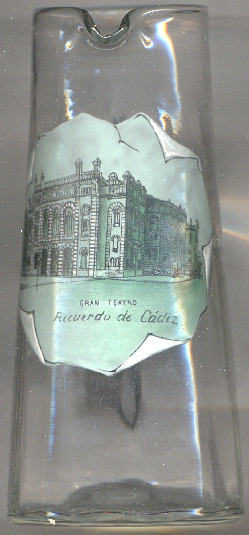 GRAN TEATRO
Recuerdo de Cádiz